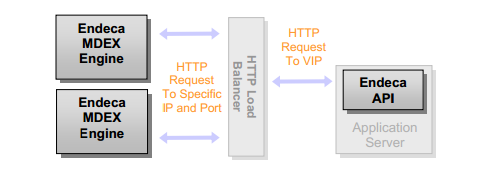 Endeca
MDEX
Engine
Endeca
MDEX
Engine
HTTP
Request
To Specific
IP and Port
HTTP Load
Balancer
HTTP
Request
To VIP
Endeca
API
Application
Server